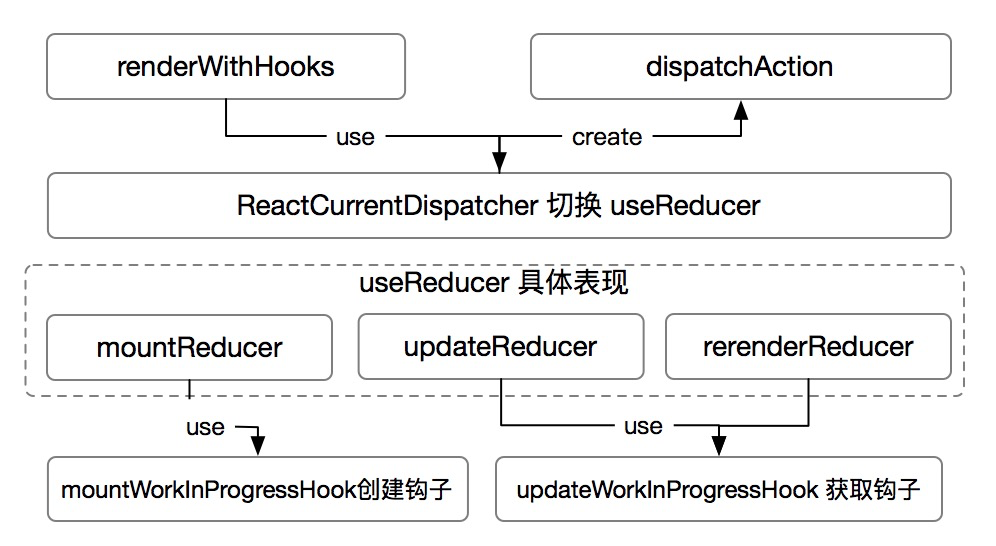 renderWithHooks
dispatchAction
use
create
ReactCurrentDispatcher 切换 useReducer
useReducer 具体表现
mountReducer
updateReducer
rerenderReducer
use
use
mountWorkInProgressHook创建钩子
updateWorkInProgressHook 获取钩子